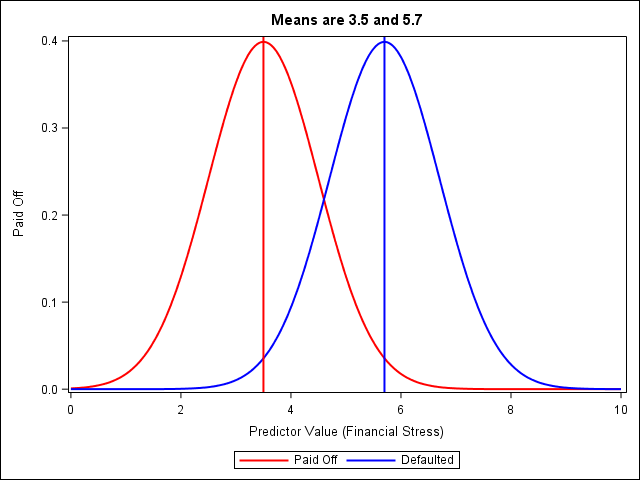 Means are 3.5 and 5.7
0.4
0.3
0.2
0.1
0.0
Paid Off
0 2 4 6 8 10
Predictor Value (Financial Stress)
Paid Off Defaulted